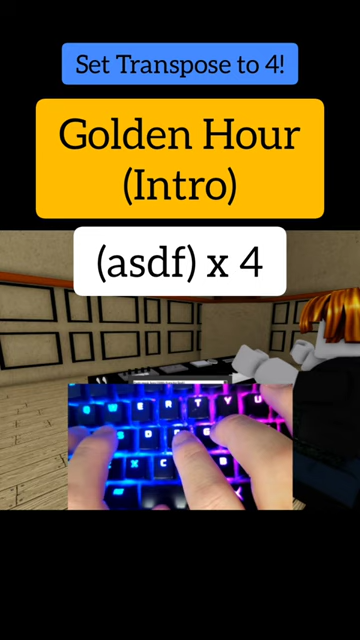 Set Transpose to 4!
Golden Hour
(Intro)
(asdf) x 4
Q W E R T Y U
S D F G
X C B